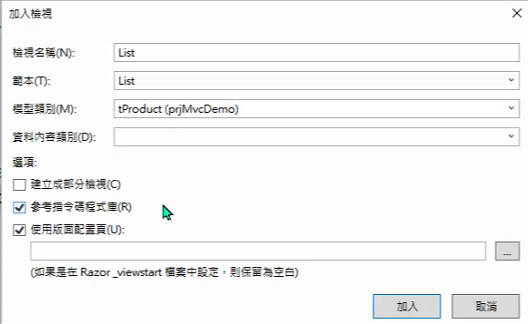 加入檢視
檢視名稱(N): List
範本(T): List
模型類別(M): tProduct (prjMvcDemo)
資料內容類別(D):
選項:
建立成部分檢視(C)
參考指令碼程式庫(R)
使用版面配置頁(U):
...
(如果是在 Razor _viewstart 檔案中設定，則保留為空白)
加入 取消